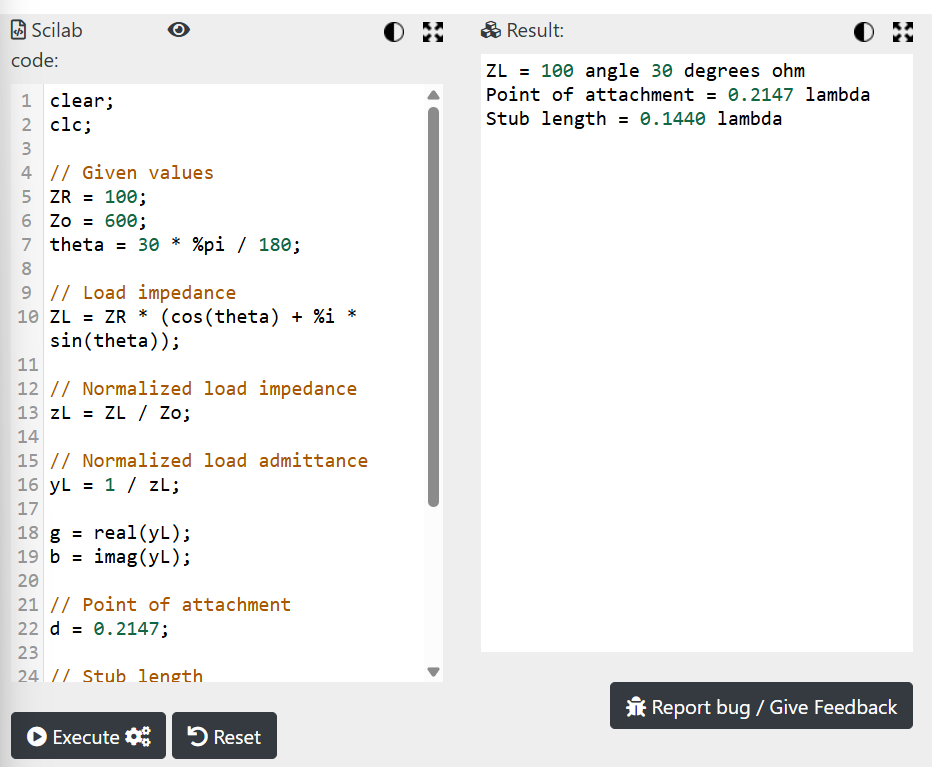 Scilab
code:
1 clear;
2 clc;
3
4 // Given values
5 ZR = 100;
6 Zo = 600;
7 theta = 30 * %pi / 180;
8
9 // Load impedance
10 ZL = ZR * (cos(theta) + %i *
sin(theta));
11
12 // Normalized load impedance
13 zL = ZL / Zo;
14
15 // Normalized load admittance
16 yL = 1 / zL;
17
18 g = real(yL);
19 b = imag(yL);
20
21 // Point of attachment
22 d = 0.2147;
23
24 // Stub length
Execute
Reset
Result:
ZL = 100 angle 30 degrees ohm
Point of attachment = 0.2147 lambda
Stub length = 0.1440 lambda
Report bug / Give Feedback